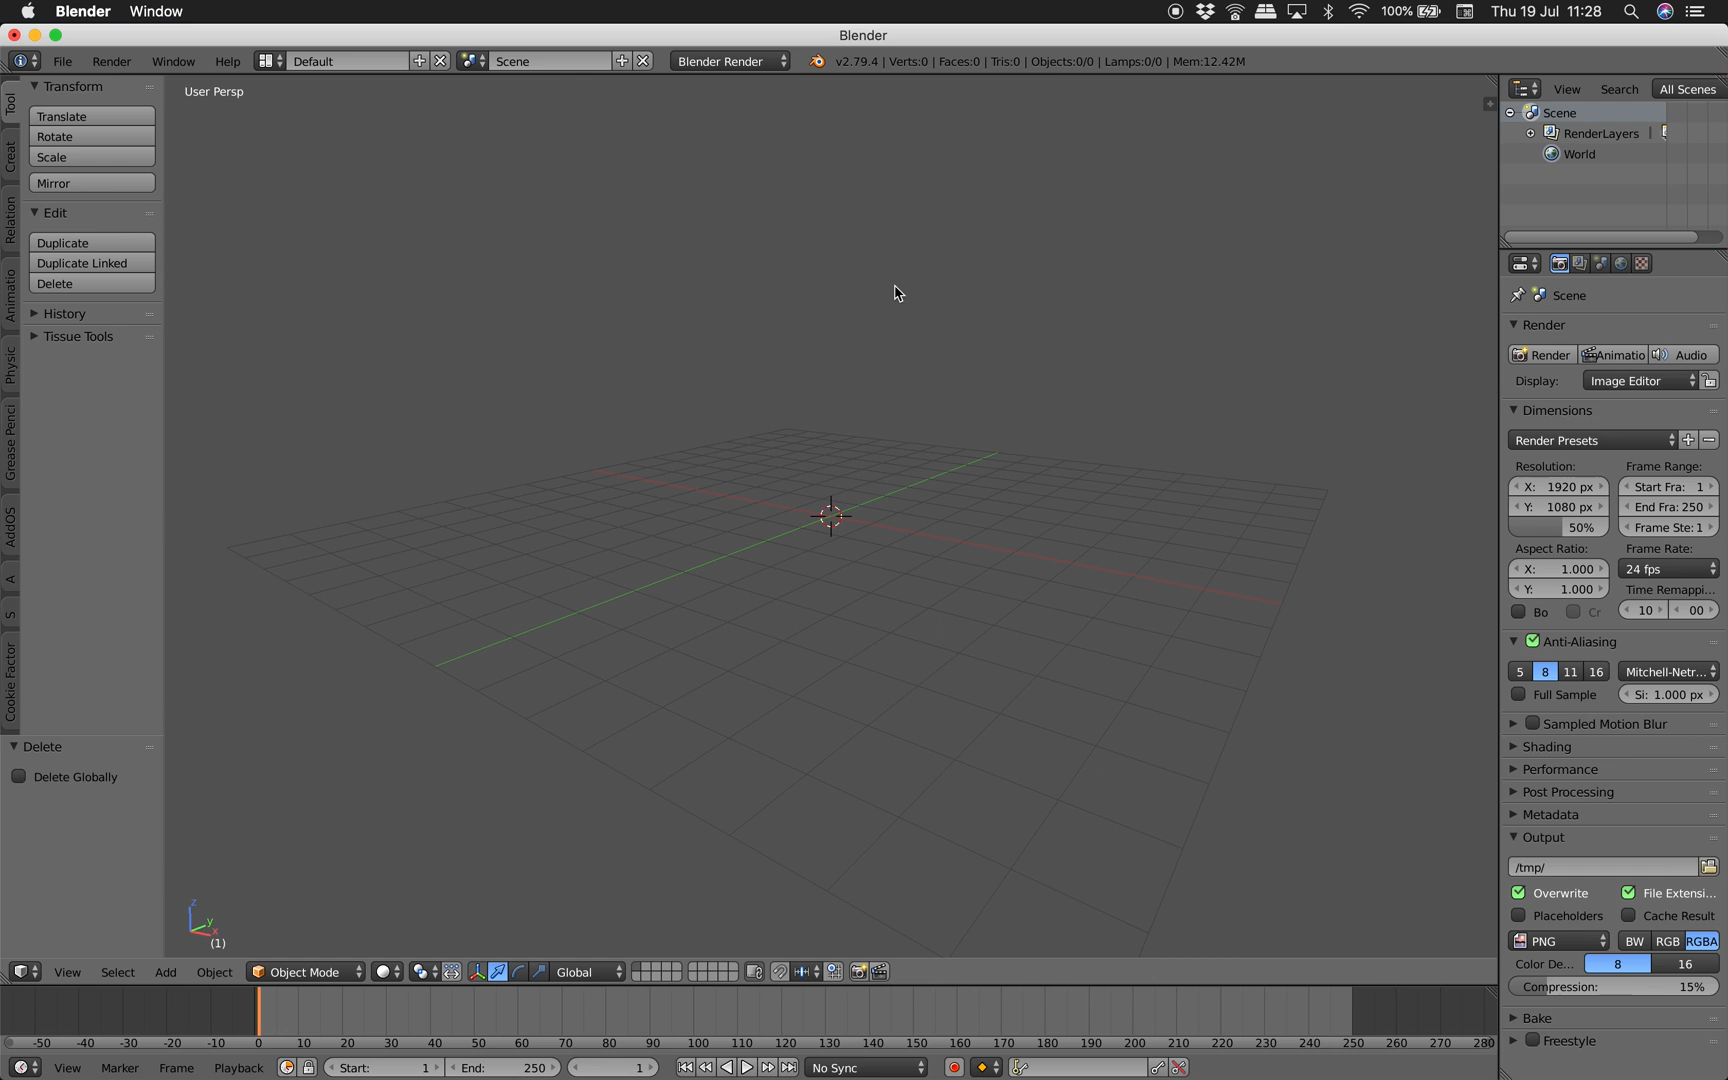 Blender Window 100% Thu 19 Jul 11:28
Blender
File Render Window Help Default Scene Blender Render v2.79.4 | Verts:0 | Faces:0 | Tris:0 | Objects:0/0 | Lamps:0/0 | Mem:12.42M
Tool
Creat
Relation
Animatio
Physic
Grease Penci
AddOS
A
S
Cookie Factor
Transform
Translate
Rotate
Scale
Mirror
Edit
Duplicate
Duplicate Linked
Delete
History
Tissue Tools
Delete
Delete Globally
User Persp
z
y
x
(1)
View Select Add Object Object Mode Global
-50 -40 -30 -20 -10 0 10 20 30 40 50 60 70 80 90 100 110 120 130 140 150 160 170 180 190 200 210 220 230 240 250 260 270 280
View Marker Frame Playback Start: 1 End: 250 1 No Sync
View Search All Scenes
Scene
RenderLayers |
World
Scene
Render
Render Animatio Audio
Display: Image Editor
Dimensions
Render Presets
Resolution: Frame Range:
X: 1920 px Start Fra: 1
Y: 1080 px End Fra: 250
50% Frame Ste: 1
Aspect Ratio: Frame Rate:
X: 1.000 24 fps
Y: 1.000 Time Remappi...
Bo Cr 10 00
Anti-Aliasing
5 8 11 16 Mitchell-Netr...
Full Sample Si: 1.000 px
Sampled Motion Blur
Shading
Performance
Post Processing
Metadata
Output
/tmp/
Overwrite File Extensi...
Placeholders Cache Result
PNG BW RGB RGBA
Color De... 8 16
Compression: 15%
Bake
Freestyle